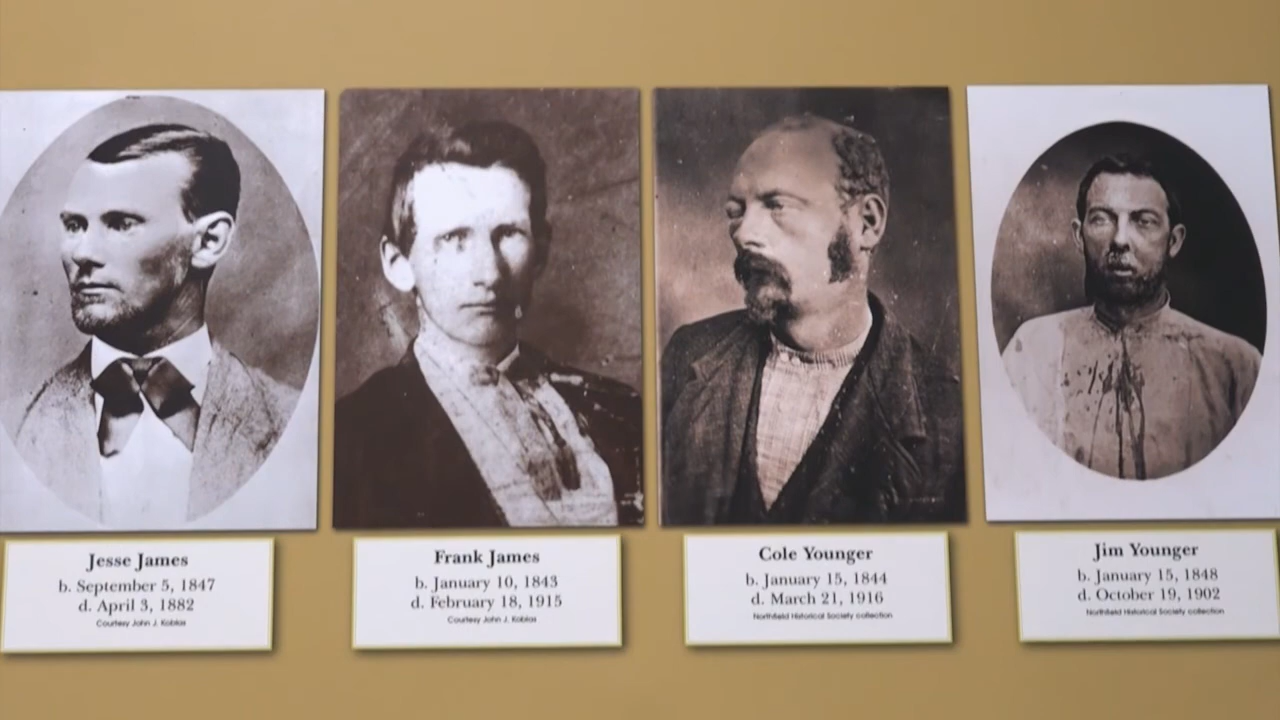 Jesse James
b. September 5, 1847
d. April 3, 1882
Courtesy John J. Koblas
Frank James
b. January 10, 1843
d. February 18, 1915
Courtesy John J. Koblas
Cole Younger
b. January 15, 1844
d. March 21, 1916
Northfield Historical Society collection
Jim Younger
b. January 15, 1848
d. October 19, 1902
Northfield Historical Society collection